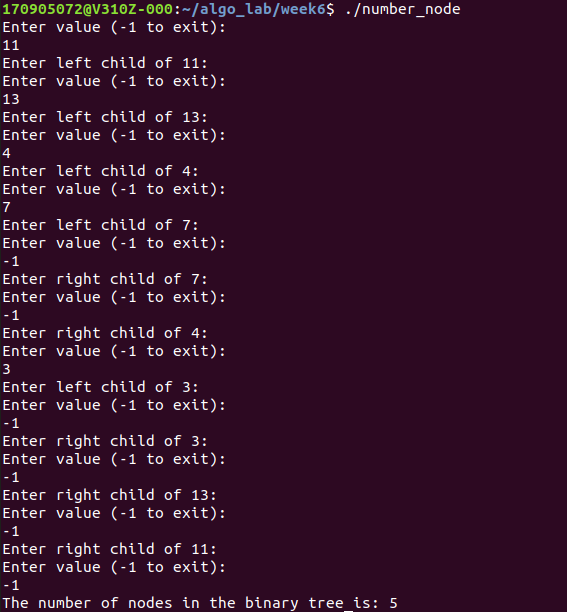 170905072@V310Z-000:~/algo_lab/week6$ ./number_node
Enter value (-1 to exit):
11
Enter left child of 11:
Enter value (-1 to exit):
13
Enter left child of 13:
Enter value (-1 to exit):
4
Enter left child of 4:
Enter value (-1 to exit):
7
Enter left child of 7:
Enter value (-1 to exit):
-1
Enter right child of 7:
Enter value (-1 to exit):
-1
Enter right child of 4:
Enter value (-1 to exit):
3
Enter left child of 3:
Enter value (-1 to exit):
-1
Enter right child of 3:
Enter value (-1 to exit):
-1
Enter right child of 13:
Enter value (-1 to exit):
-1
Enter right child of 11:
Enter value (-1 to exit):
-1
The number of nodes in the binary tree is: 5